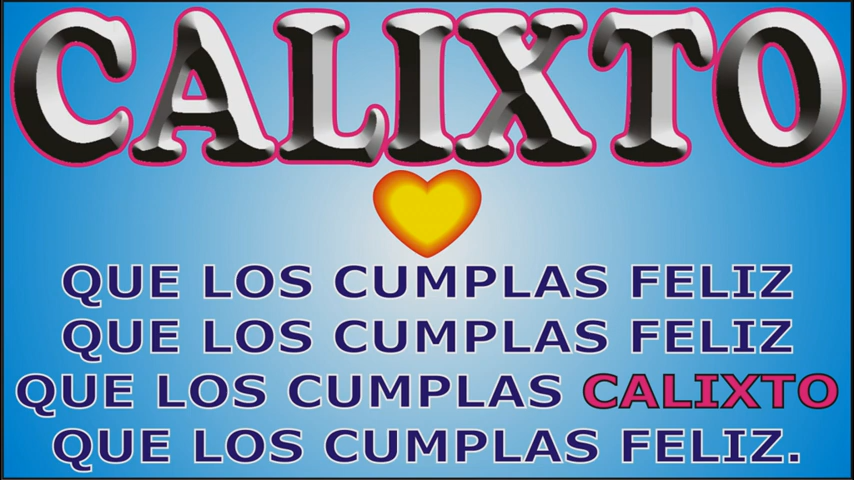 CALIXTO
QUE LOS CUMPLAS FELIZ
QUE LOS CUMPLAS FELIZ
QUE LOS CUMPLAS CALIXTO
QUE LOS CUMPLAS FELIZ.